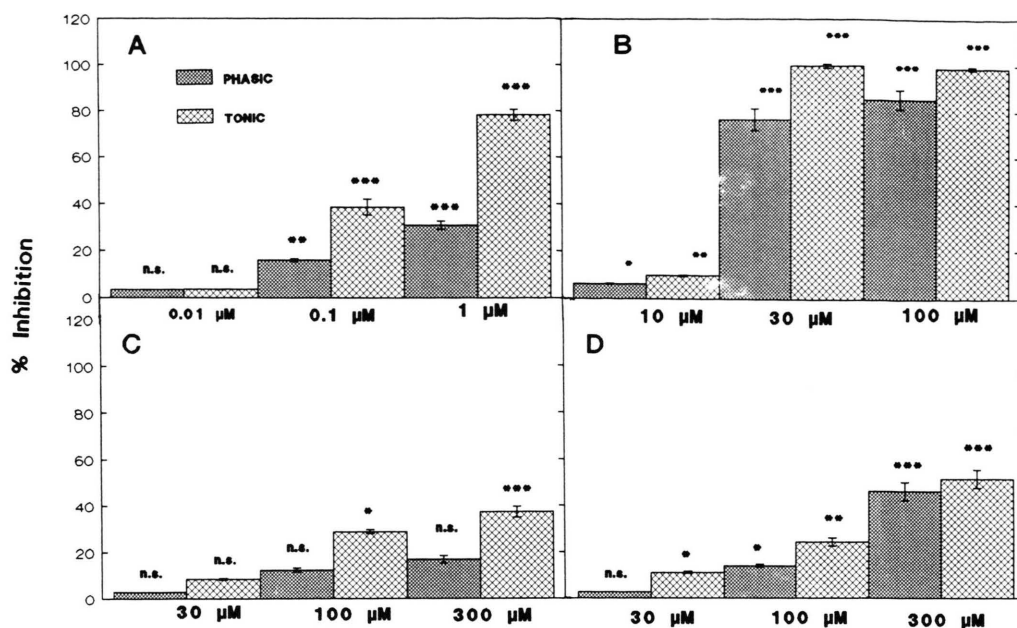 % Inhibition
120
100
80
60
40
20
0
A
PHASIC
TONIC
n.s. n.s. ** *** *** ***
0.01 µM 0.1 µM 1 µM
B
* ** *** *** *** ***
10 µM 30 µM 100 µM
120
100
80
60
40
20
0
C
n.s. n.s. n.s. * n.s. ***
30 µM 100 µM 300 µM
D
n.s. * * ** *** ***
30 µM 100 µM 300 µM